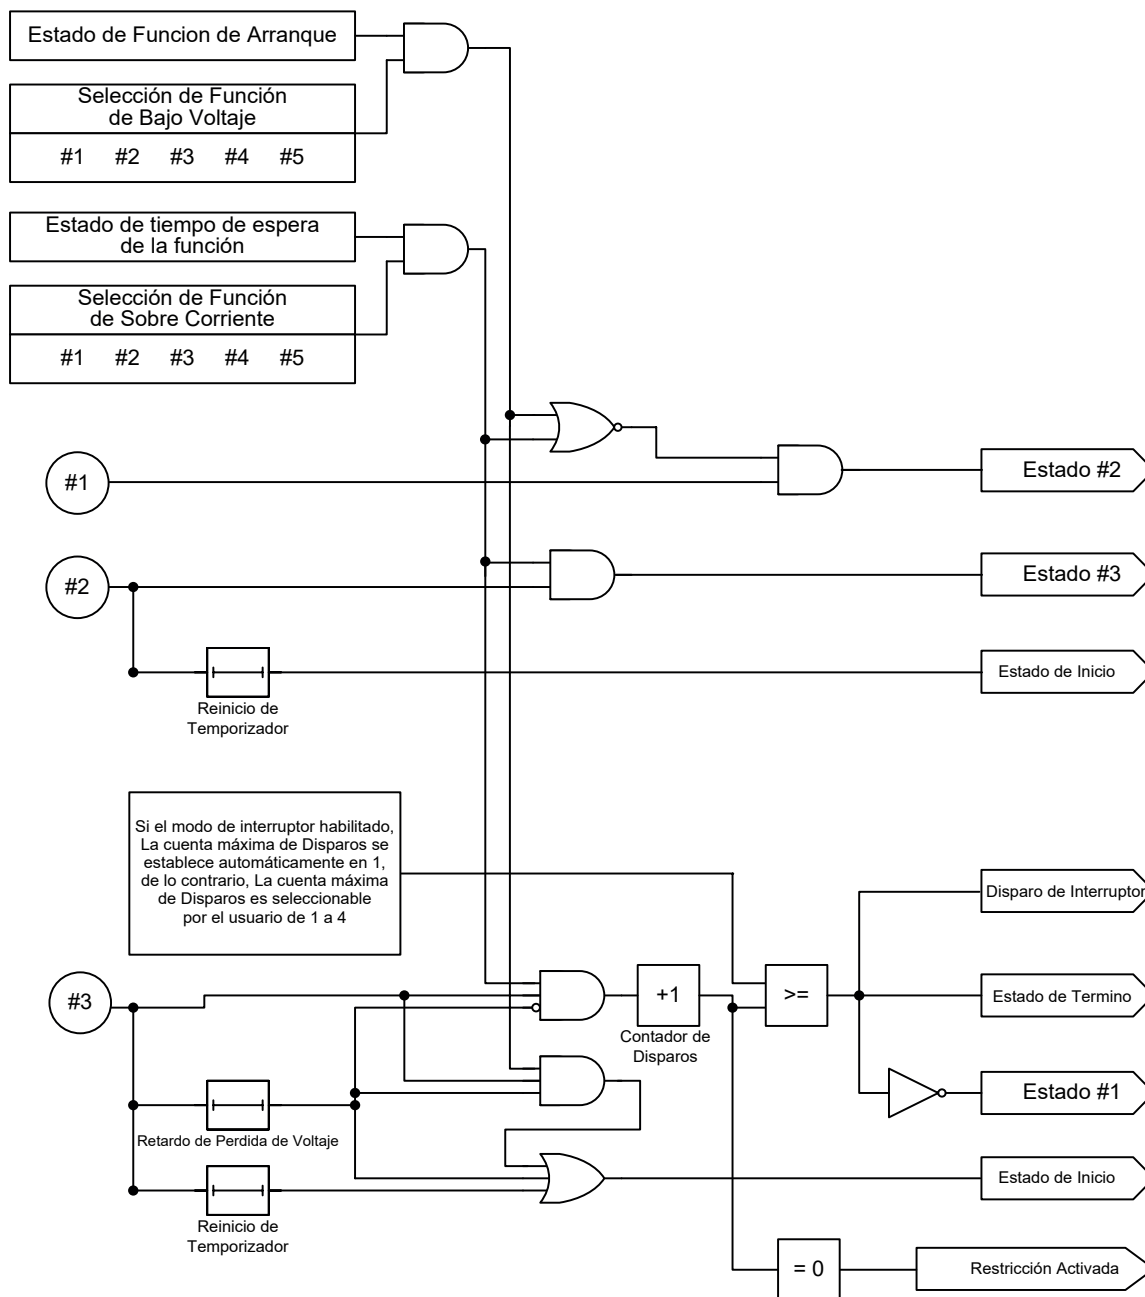 Estado de Funcion de Arranque
Selección de Función
de Bajo Voltaje
#1 #2 #3 #4 #5
Estado de tiempo de espera
de la función
Selección de Función
de Sobre Corriente
#1 #2 #3 #4 #5
#1
Estado #2
#2
Estado #3
Estado de Inicio
Reinicio de
Temporizador
Si el modo de interruptor habilitado,
La cuenta máxima de Disparos se
establece automáticamente en 1,
de lo contrario, La cuenta máxima
de Disparos es seleccionable
por el usuario de 1 a 4
Disparo de Interruptor
#3
+1
>=
Estado de Termino
Contador de
Disparos
Estado #1
Retardo de Perdida de Voltaje
Estado de Inicio
Reinicio de
Temporizador
= 0
Restricción Activada